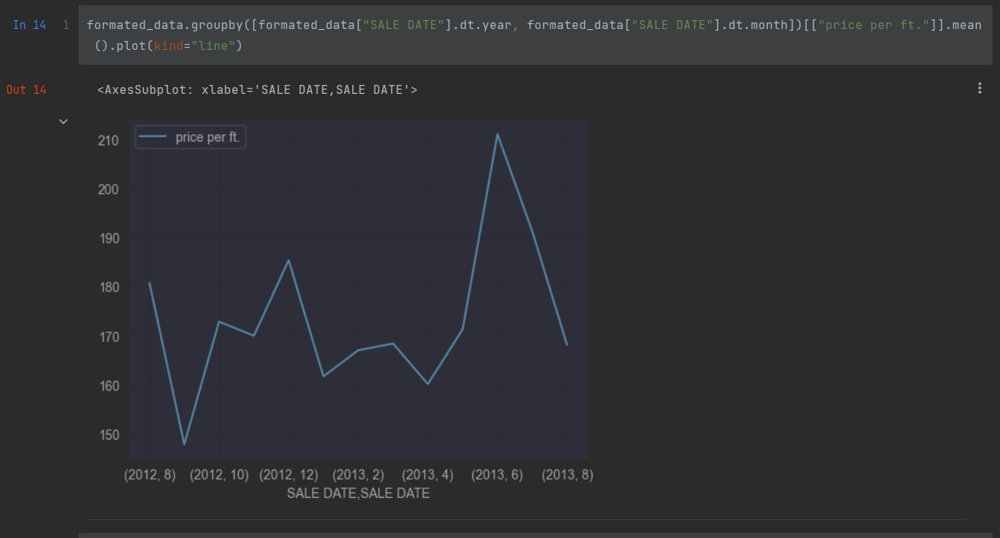 In 14 1 formated_data.groupby([formated_data["SALE DATE"].dt.year, formated_data["SALE DATE"].dt.month])[["price per ft."]].mean
().plot(kind="line")
Out 14 <AxesSubplot: xlabel='SALE DATE,SALE DATE'>
price per ft.
210
200
190
180
170
160
150
(2012, 8) (2012, 10) (2012, 12) (2013, 2) (2013, 4) (2013, 6) (2013, 8)
SALE DATE,SALE DATE